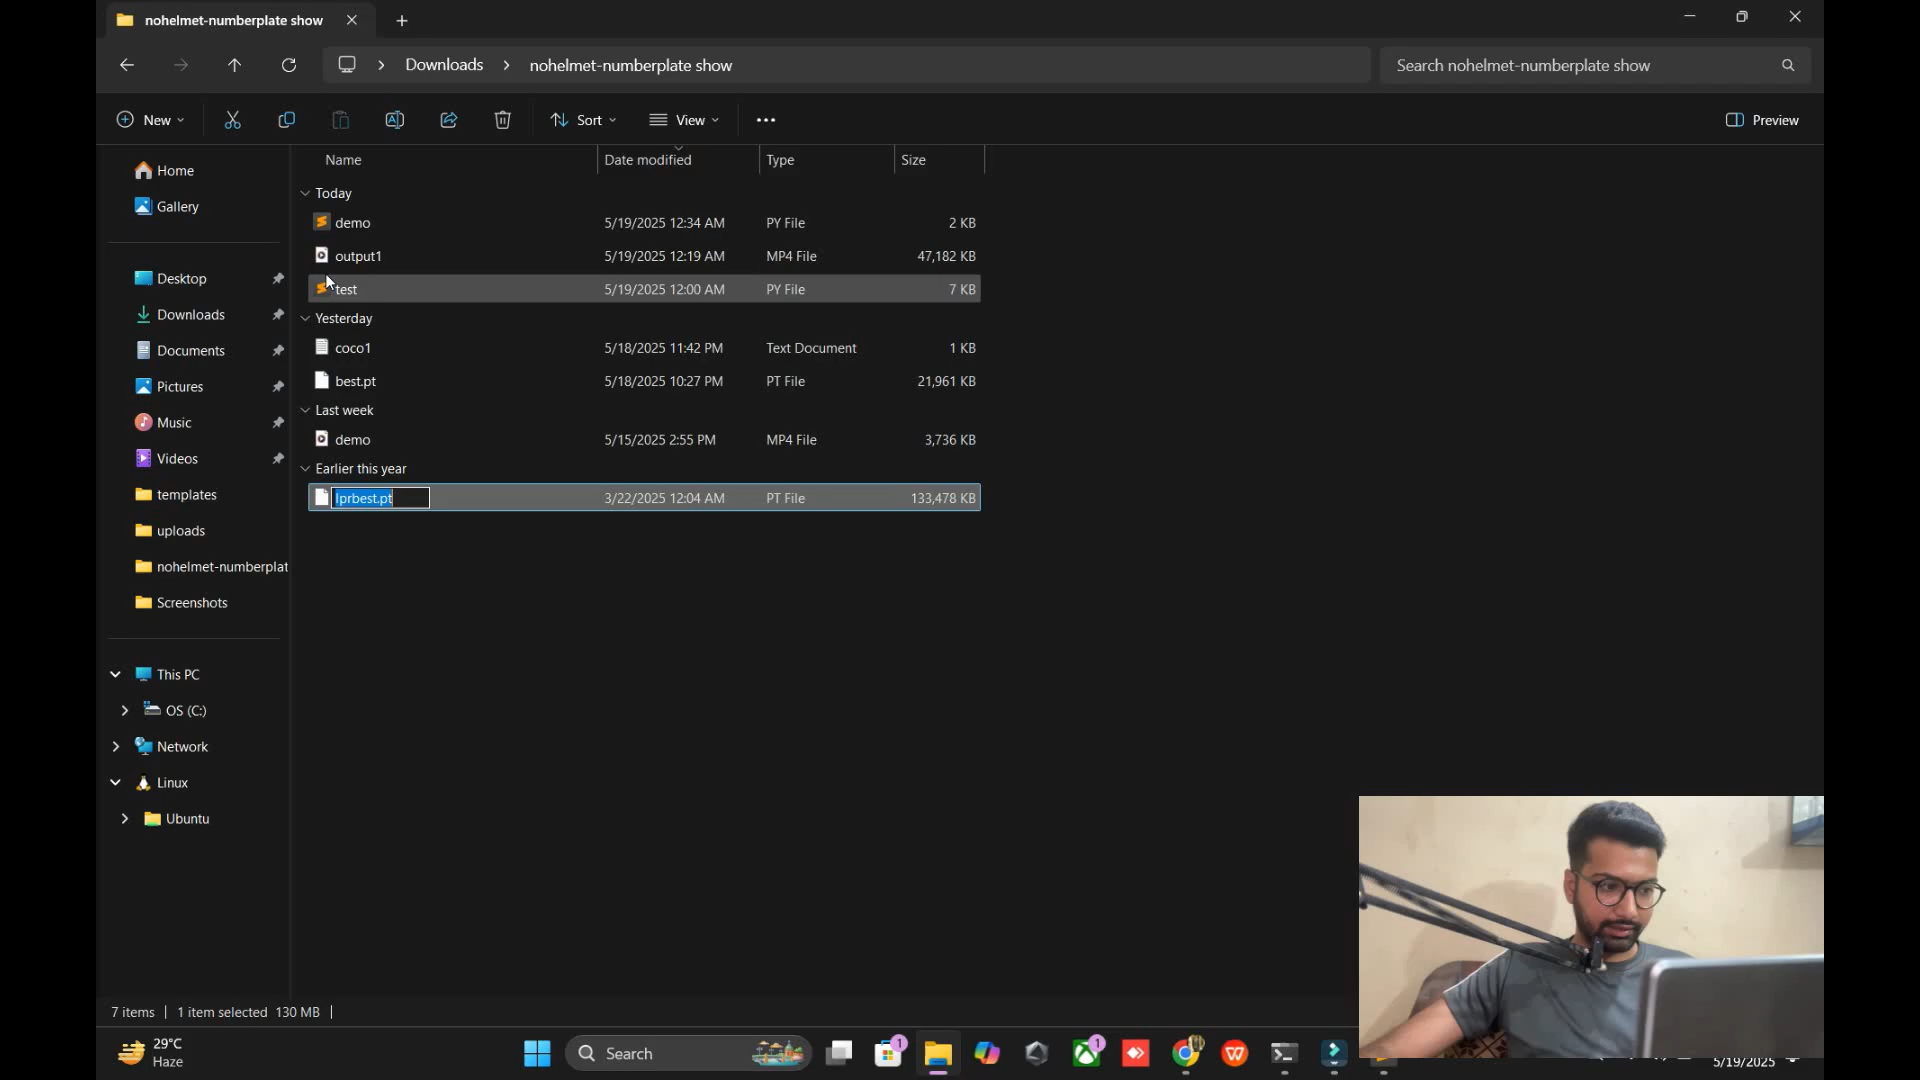 nohelmet-numberplate show
Downloads
nohelmet-numberplate show
Search nohelmet-numberplate show
New
Sort
View
Preview
Name
Date modified
Type
Size
Home
Gallery
Desktop
Downloads
Documents
Pictures
Music
Videos
templates
uploads
nohelmet-numberplat
Screenshots
This PC
OS (C:)
Network
Linux
Ubuntu
Today
demo 5/19/2025 12:34 AM PY File 2 KB
output1 5/19/2025 12:19 AM MP4 File 47,182 KB
test 5/19/2025 12:00 AM PY File 7 KB
Yesterday
coco1 5/18/2025 11:42 PM Text Document 1 KB
best.pt 5/18/2025 10:27 PM PT File 21,961 KB
Last week
demo 5/15/2025 2:55 PM MP4 File 3,736 KB
Earlier this year
lprbest.pt 3/22/2025 12:04 AM PT File 133,478 KB
7 items 1 item selected 130 MB
29°C
Haze
Search
1
1
5/19/2025